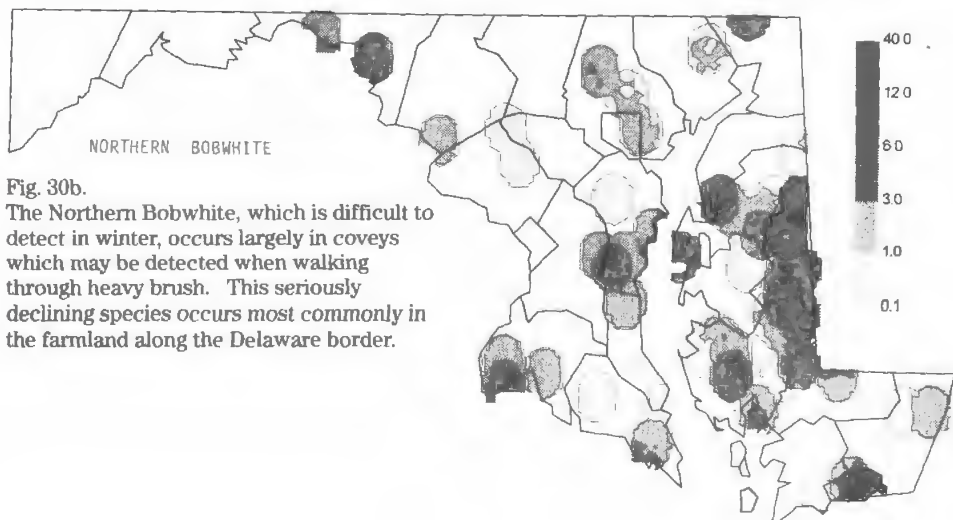 NORTHERN BOBWHITE
Fig. 30b.
The Northern Bobwhite, which is difficult to
detect in winter, occurs largely in coveys
which may be detected when walking
through heavy brush. This seriously
declining species occurs most commonly in
the farmland along the Delaware border.
40 0
12 0
6 0
3.0
1.0
0.1